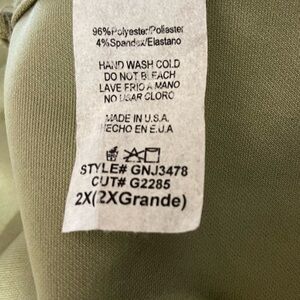 96%Polyester/Poliaster
4%Spandex/Elastano
HAND WASH COLD
DO NOT BLEACH
LAVE FRIO A MANO
NO USAR CLORO
MADE IN U.S.A.
HECHO EN E.U.A
STYLE# GNJ3478
CUT# G2285
2X(2XGrande)